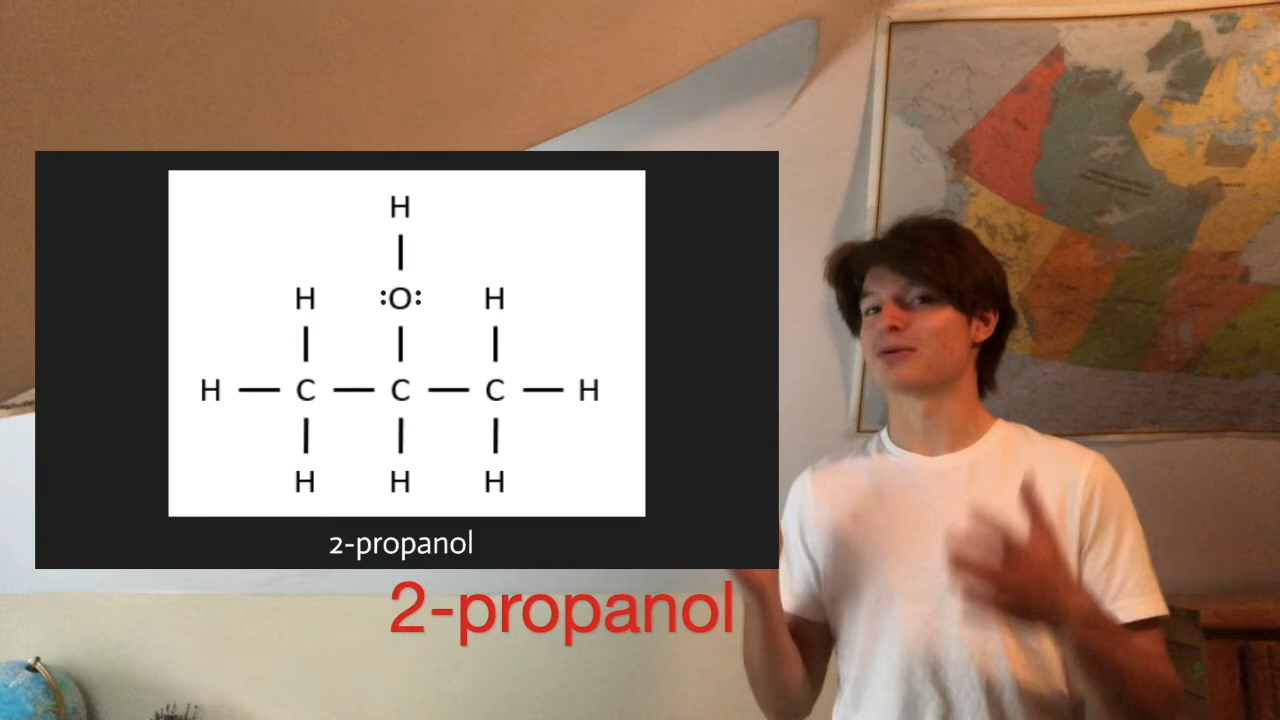 H
H :O: H
H — C — C — C — H
H H H
2-propanol
2-propanol